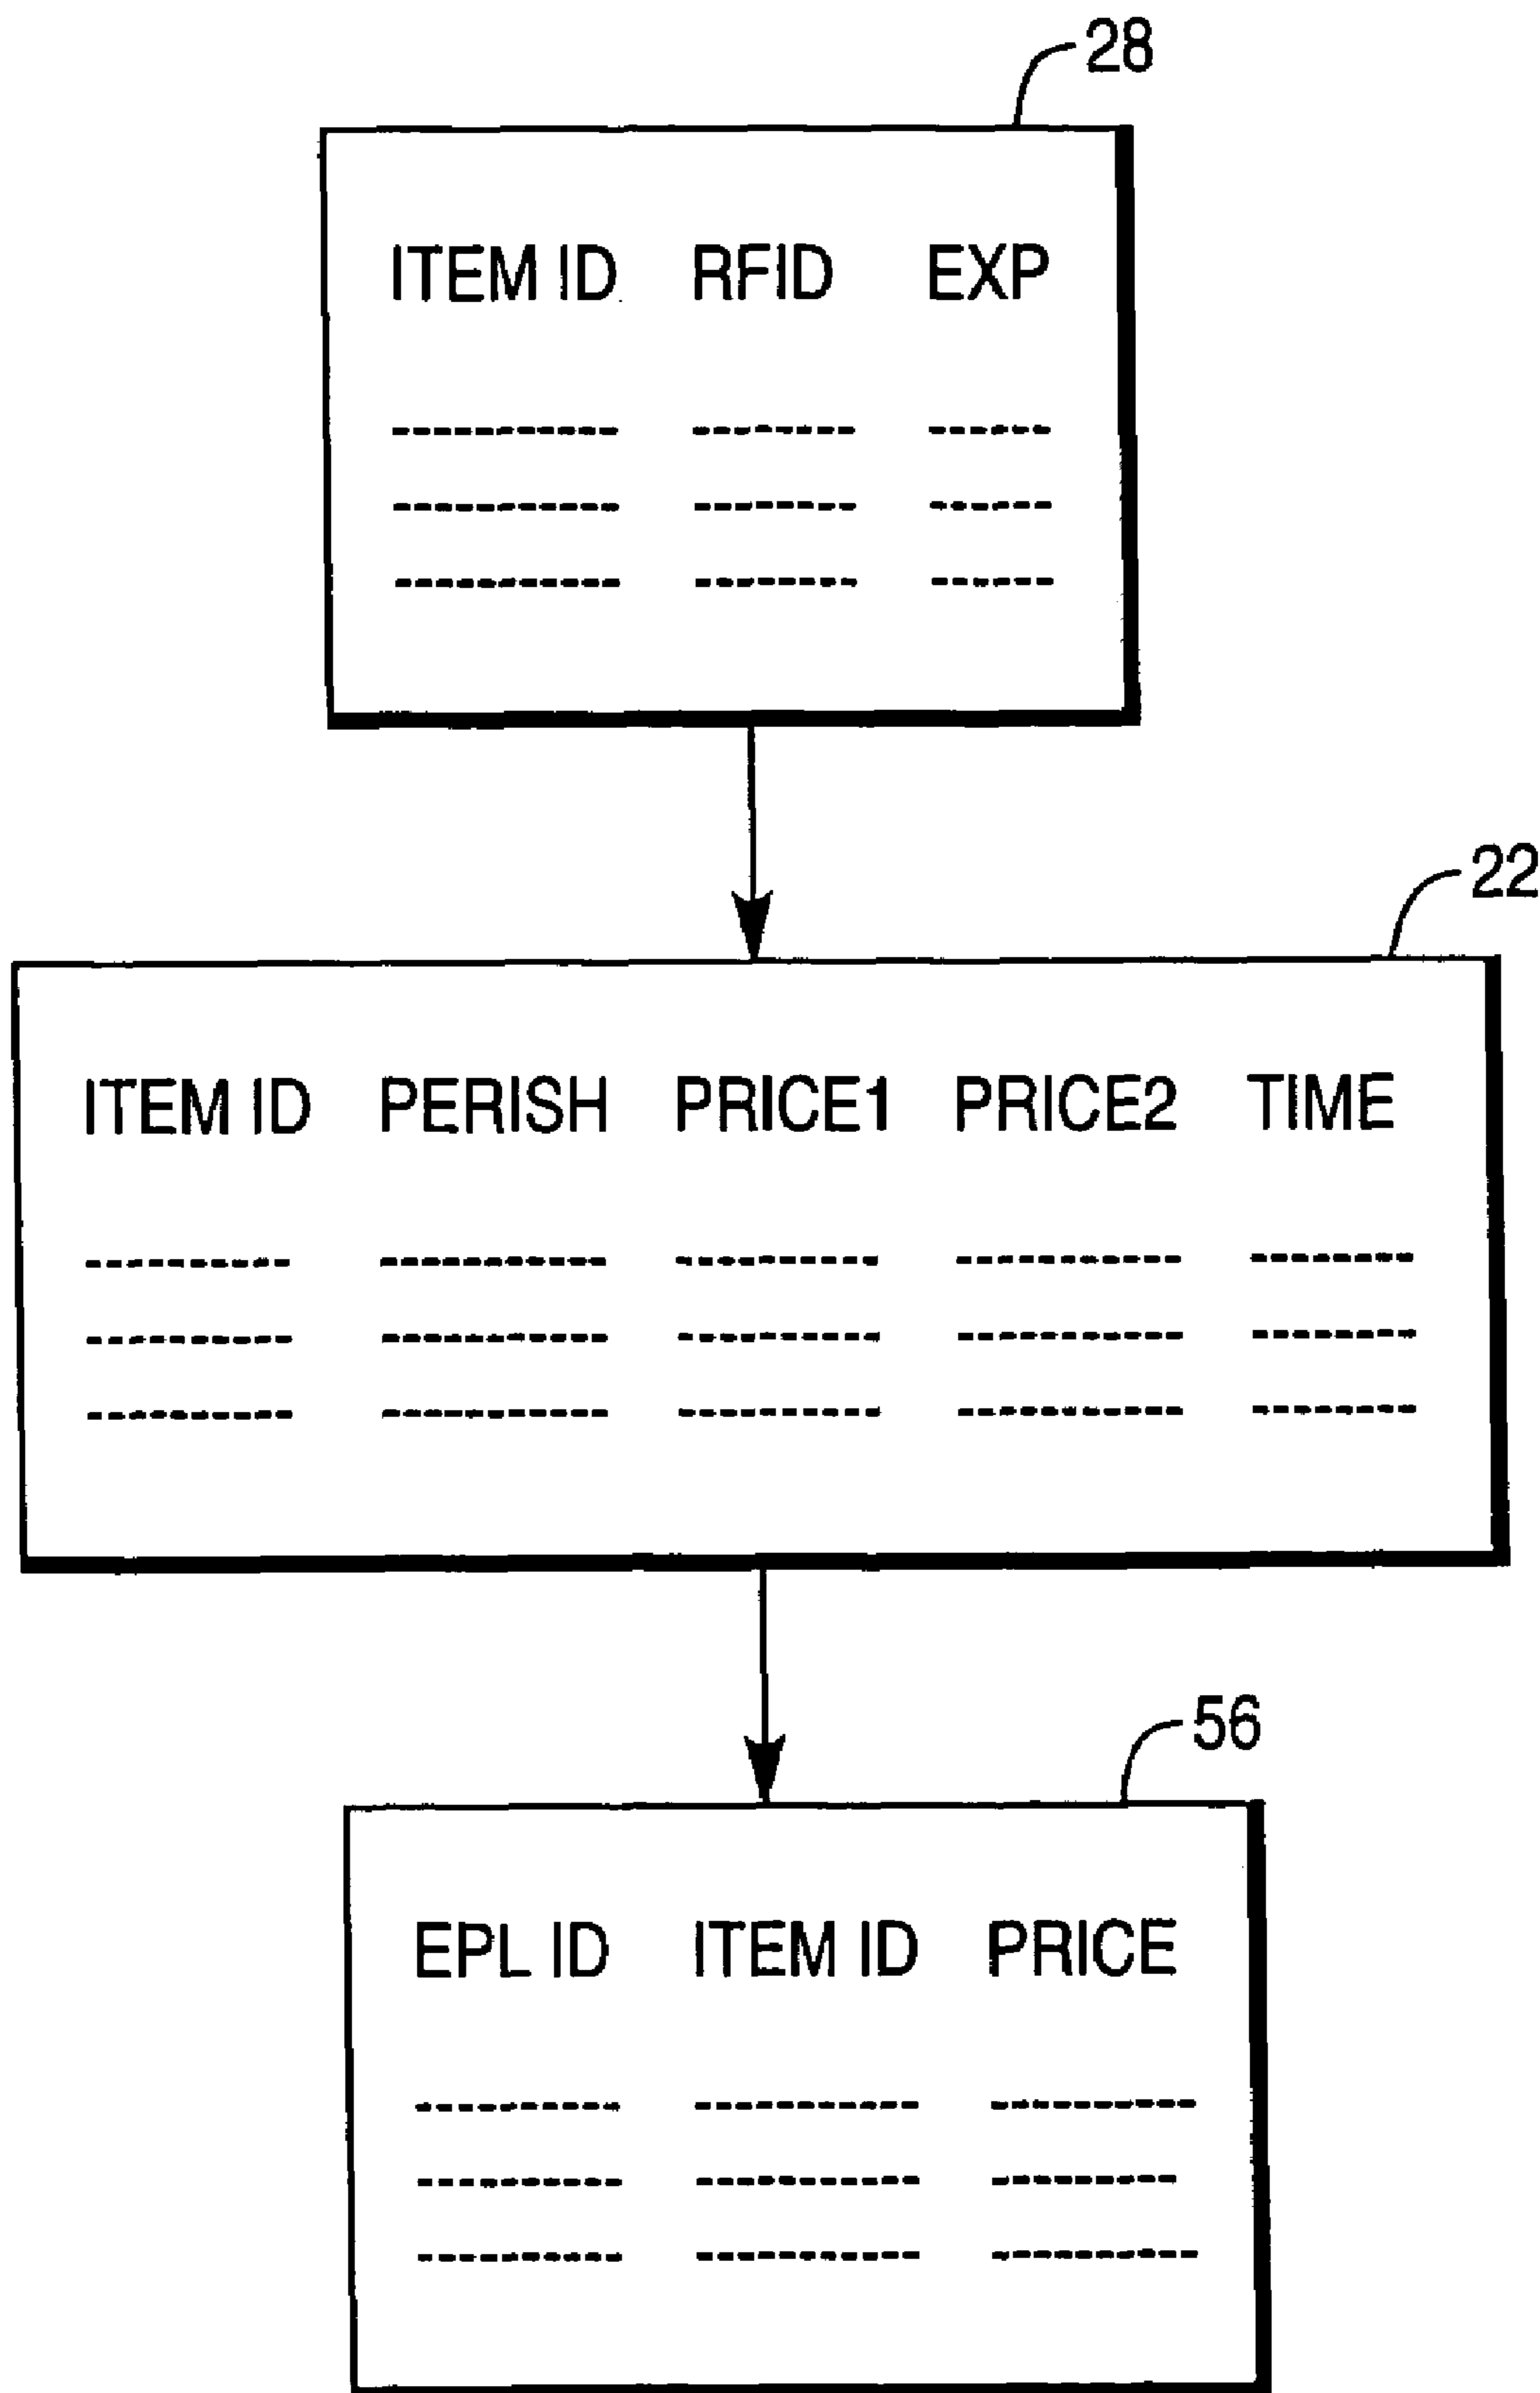 28
ITEM ID RFID EXP
22
ITEM ID PERISH PRICE1 PRICE2 TIME
56
EPL ID ITEM ID PRICE